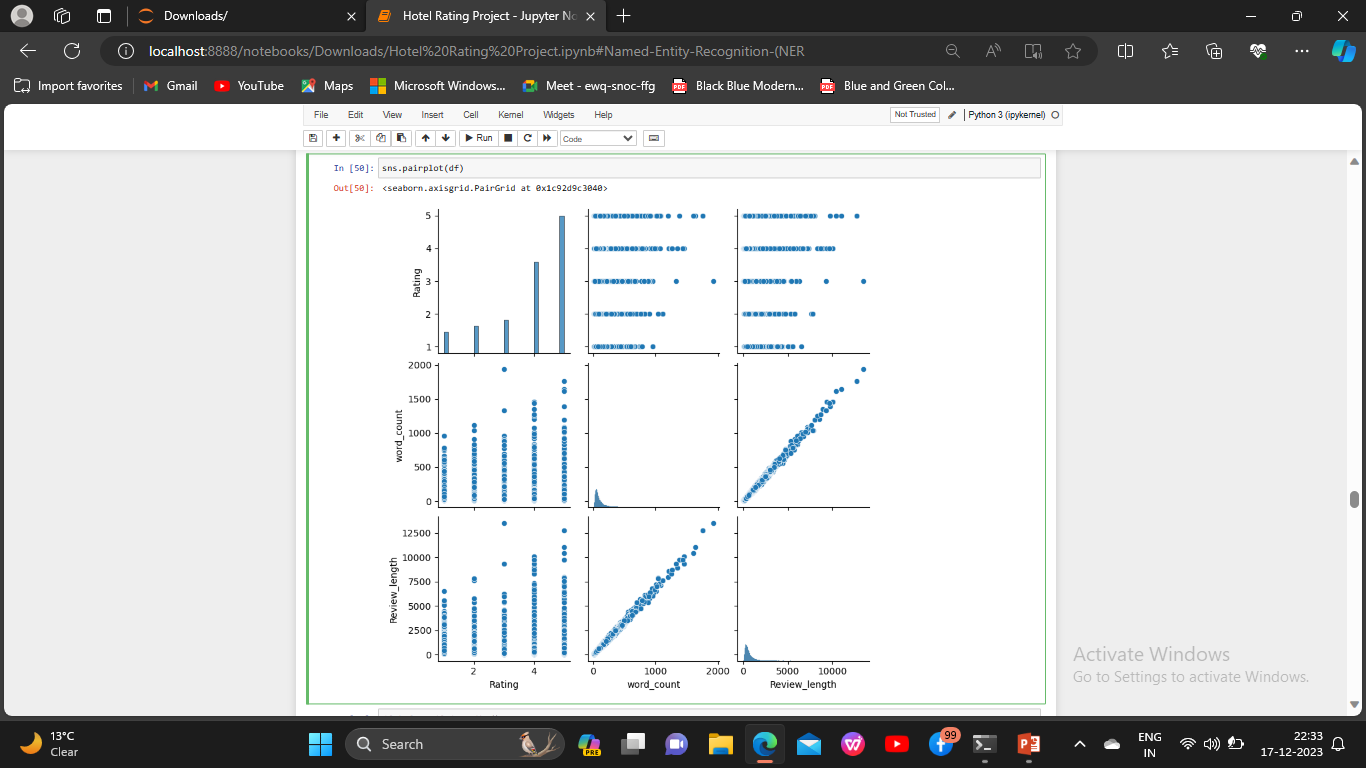 Downloads/
Hotel Rating Project - Jupyter No
localhost:8888/notebooks/Downloads/Hotel%20Rating%20Project.ipynb#Named-Entity-Recognition-(NER
Import favorites Gmail YouTube Maps Microsoft Windows... Meet - ewq-snoc-ffg Black Blue Modern... Blue and Green Col...
File Edit View Insert Cell Kernel Widgets Help Not Trusted Python 3 (ipykernel)
Run Code
In [50]: sns.pairplot(df)
Out[50]: <seaborn.axisgrid.PairGrid at 0x1c92d9c3040>
5
4
3
2
1
Rating
2000
1500
1000
500
0
word_count
12500
10000
7500
5000
2500
0
Review_length
2 4 0 1000 2000 0 5000 10000
Rating word_count Review_length
Activate Windows
Go to Settings to activate Windows.
13°C
Clear
Search
PRE
99
ENG
IN
22:33
17-12-2023